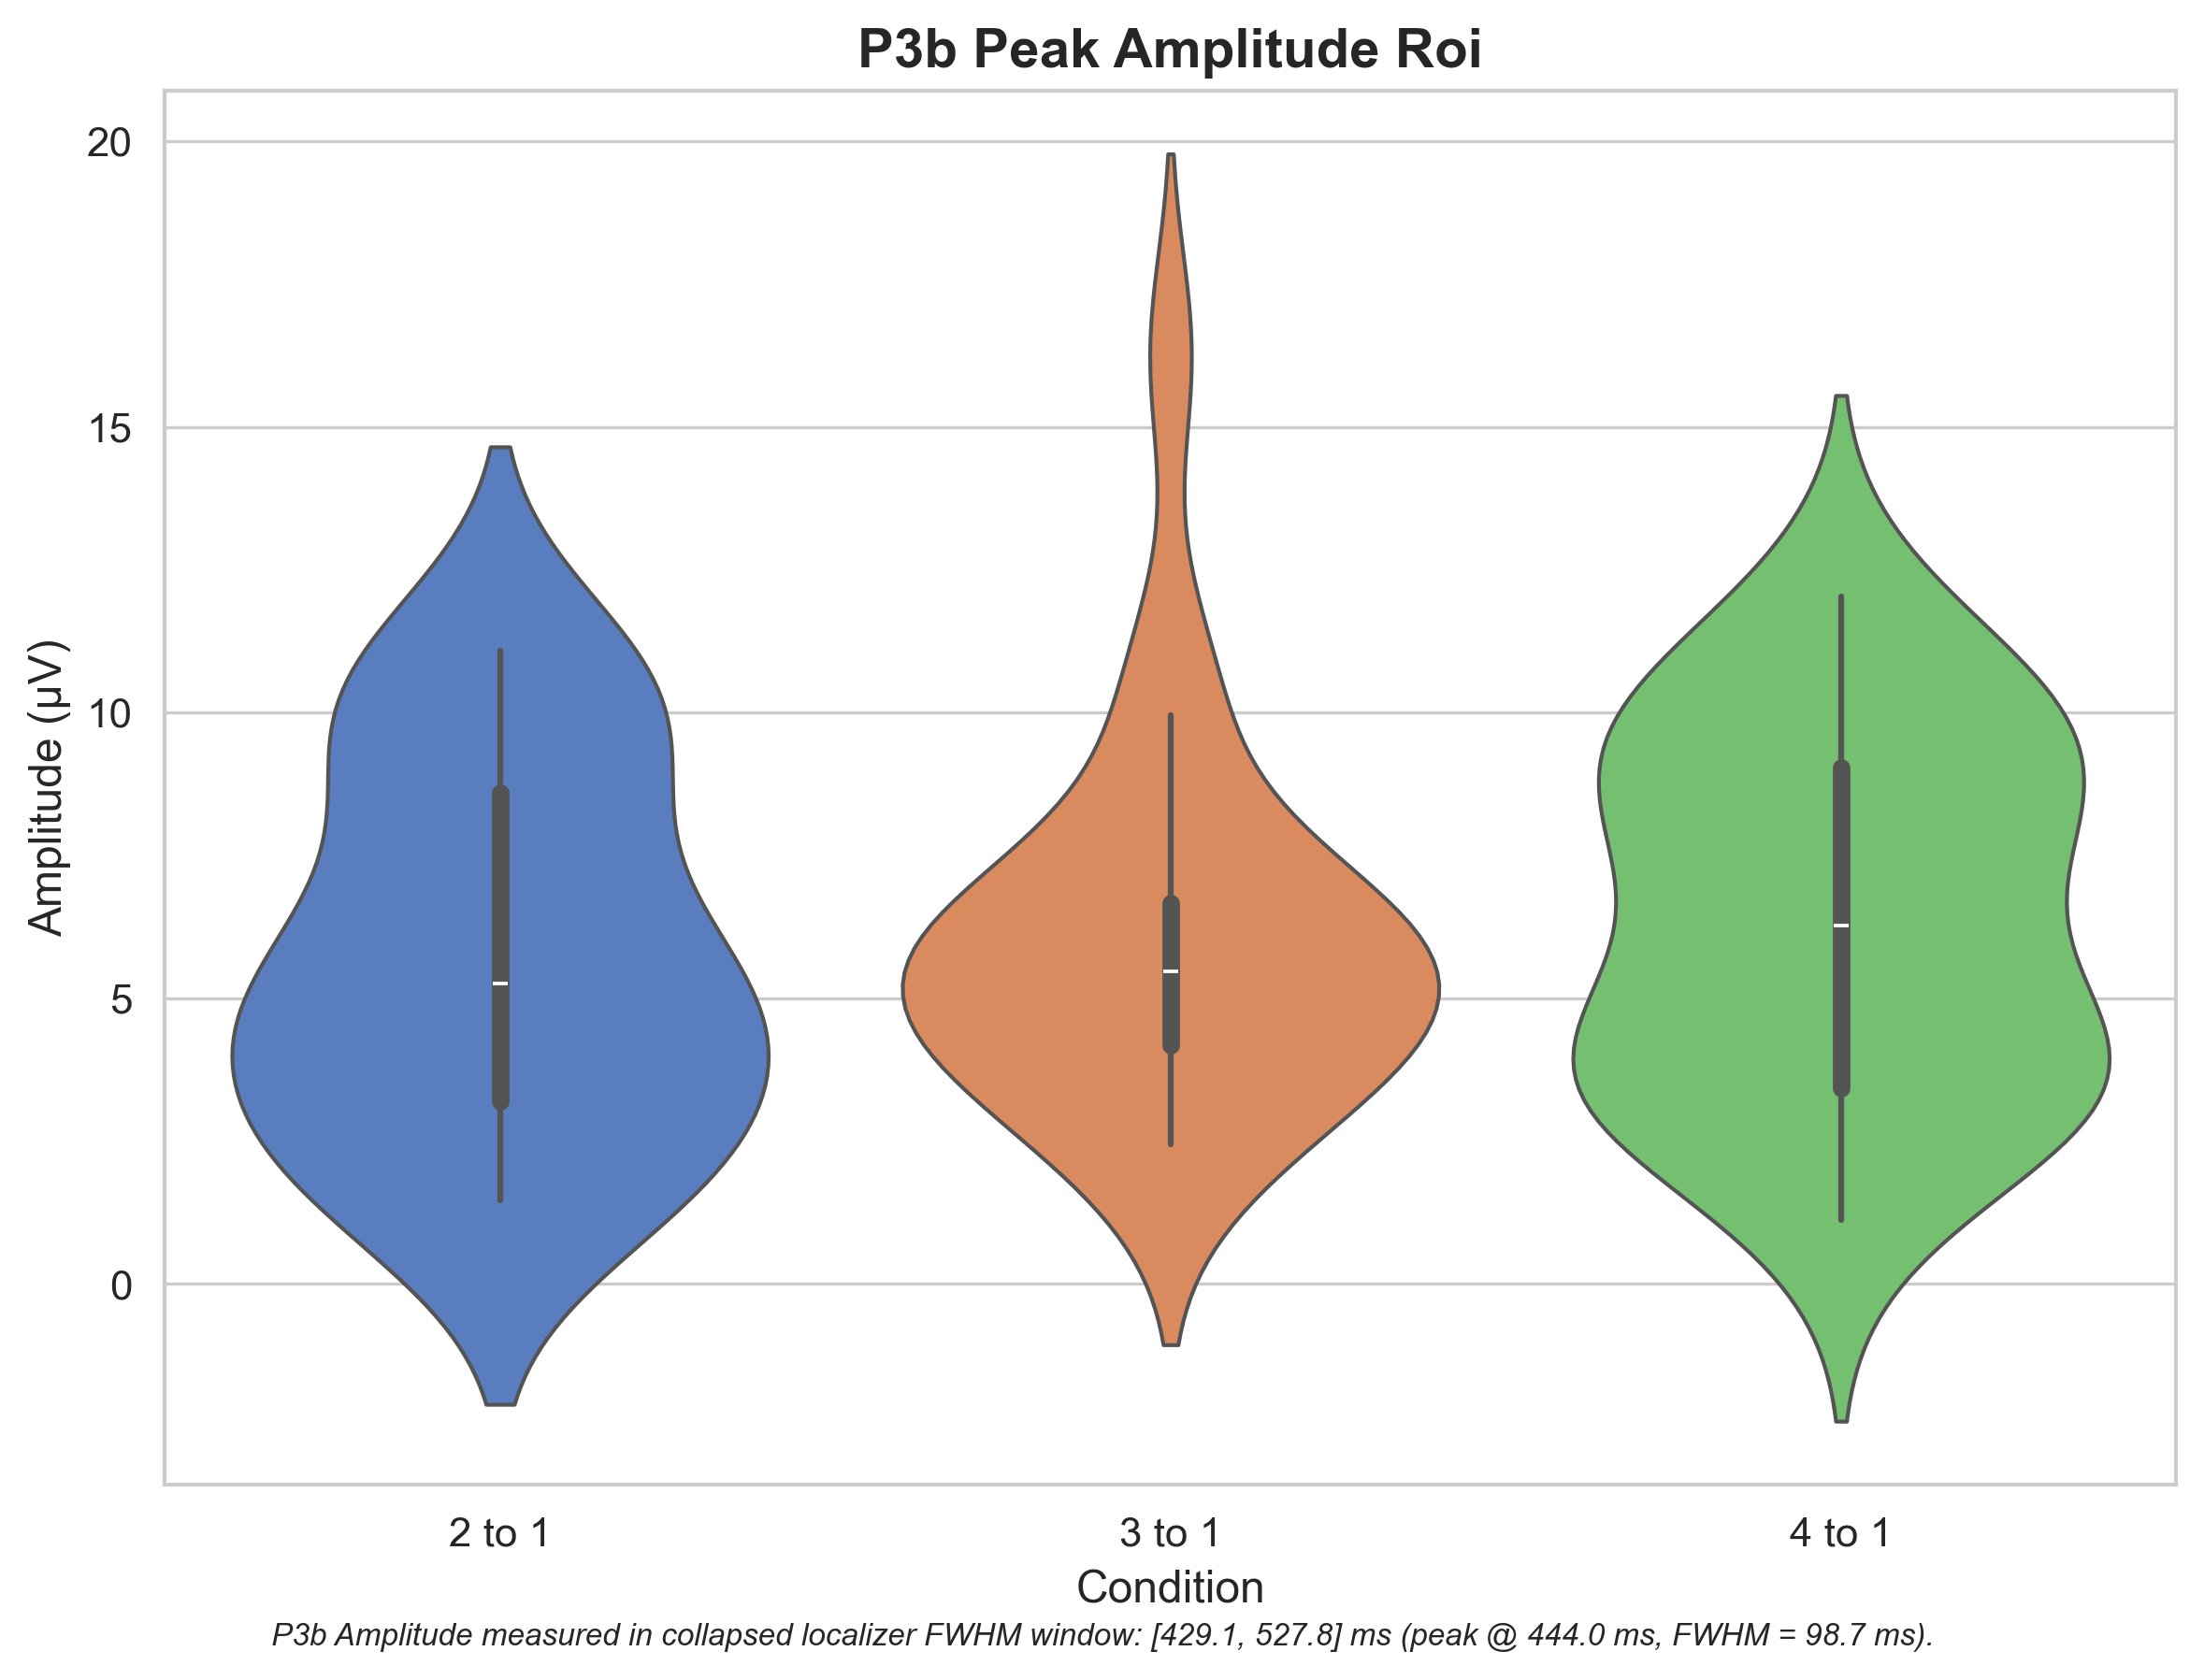 P3b Peak Amplitude Roi
20
15
10
5
0
Amplitude (µV)
2 to 1
3 to 1
4 to 1
Condition
P3b Amplitude measured in collapsed localizer FWHM window: [429.1, 527.8] ms (peak @ 444.0 ms, FWHM = 98.7 ms).